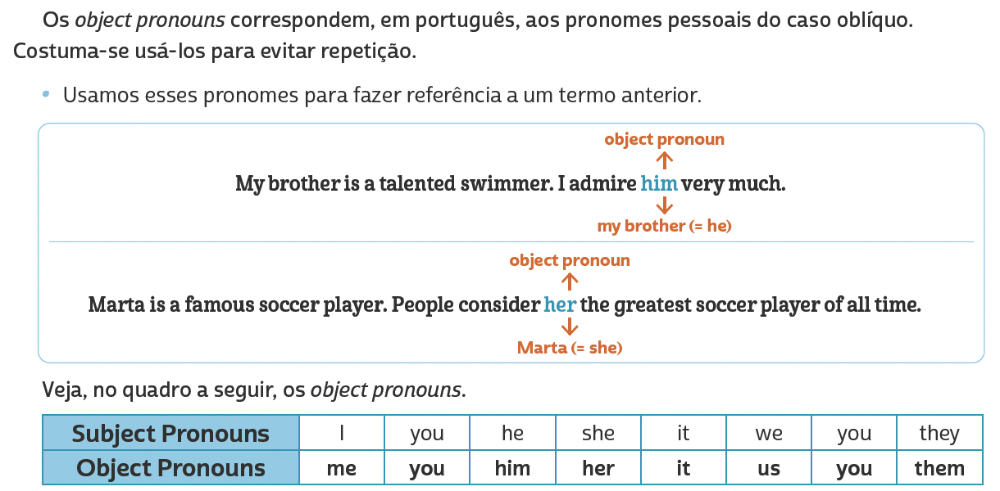 Os object pronouns correspondem, em português, aos pronomes pessoais do caso oblíquo.
Costuma-se usá-los para evitar repetição.
• Usamos esses pronomes para fazer referência a um termo anterior.
object pronoun
My brother is a talented swimmer. I admire him very much.
my brother (= he)
object pronoun
Marta is a famous soccer player. People consider her the greatest soccer player of all time.
Marta (= she)
Veja, no quadro a seguir, os object pronouns.
Subject Pronouns I you he she it we you they
Object Pronouns me you him her it us you them